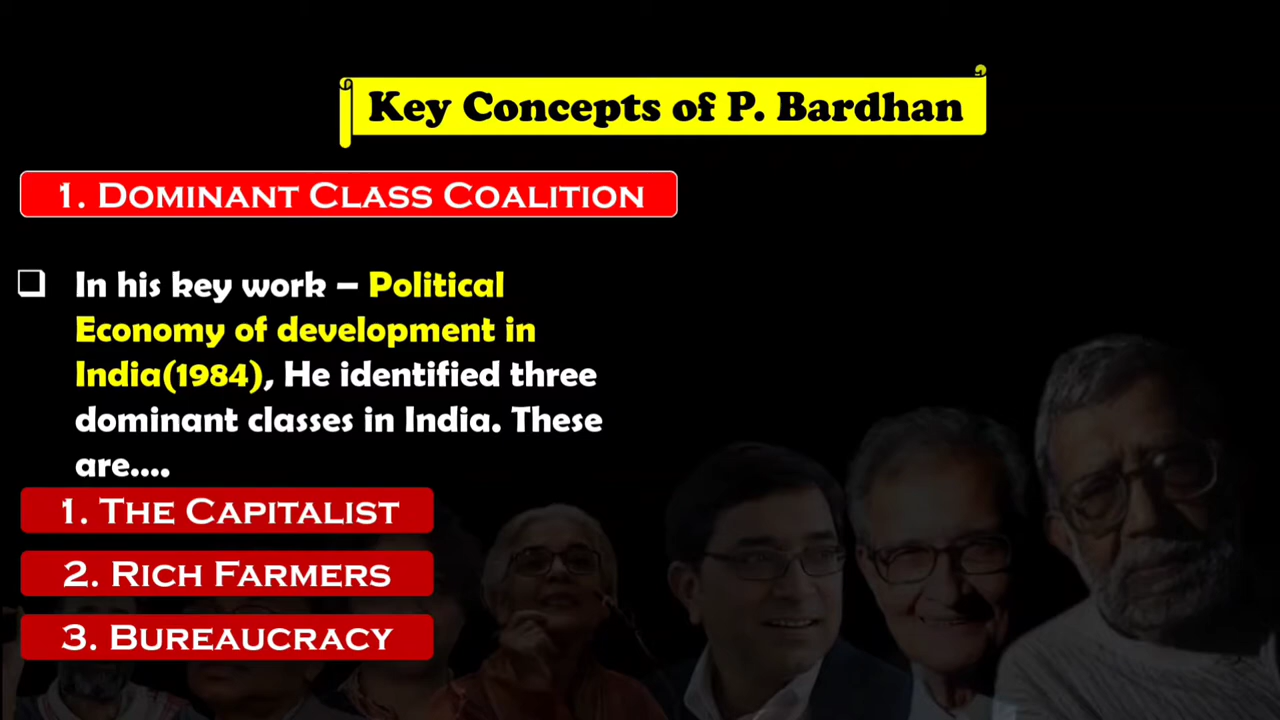 Key Concepts of P. Bardhan
1. DOMINANT CLASS COALITION
❑ In his key work – Political
Economy of development in
India(1984), He identified three
dominant classes in India. These
are....
1. THE CAPITALIST
2. RICH FARMERS
3. BUREAUCRACY